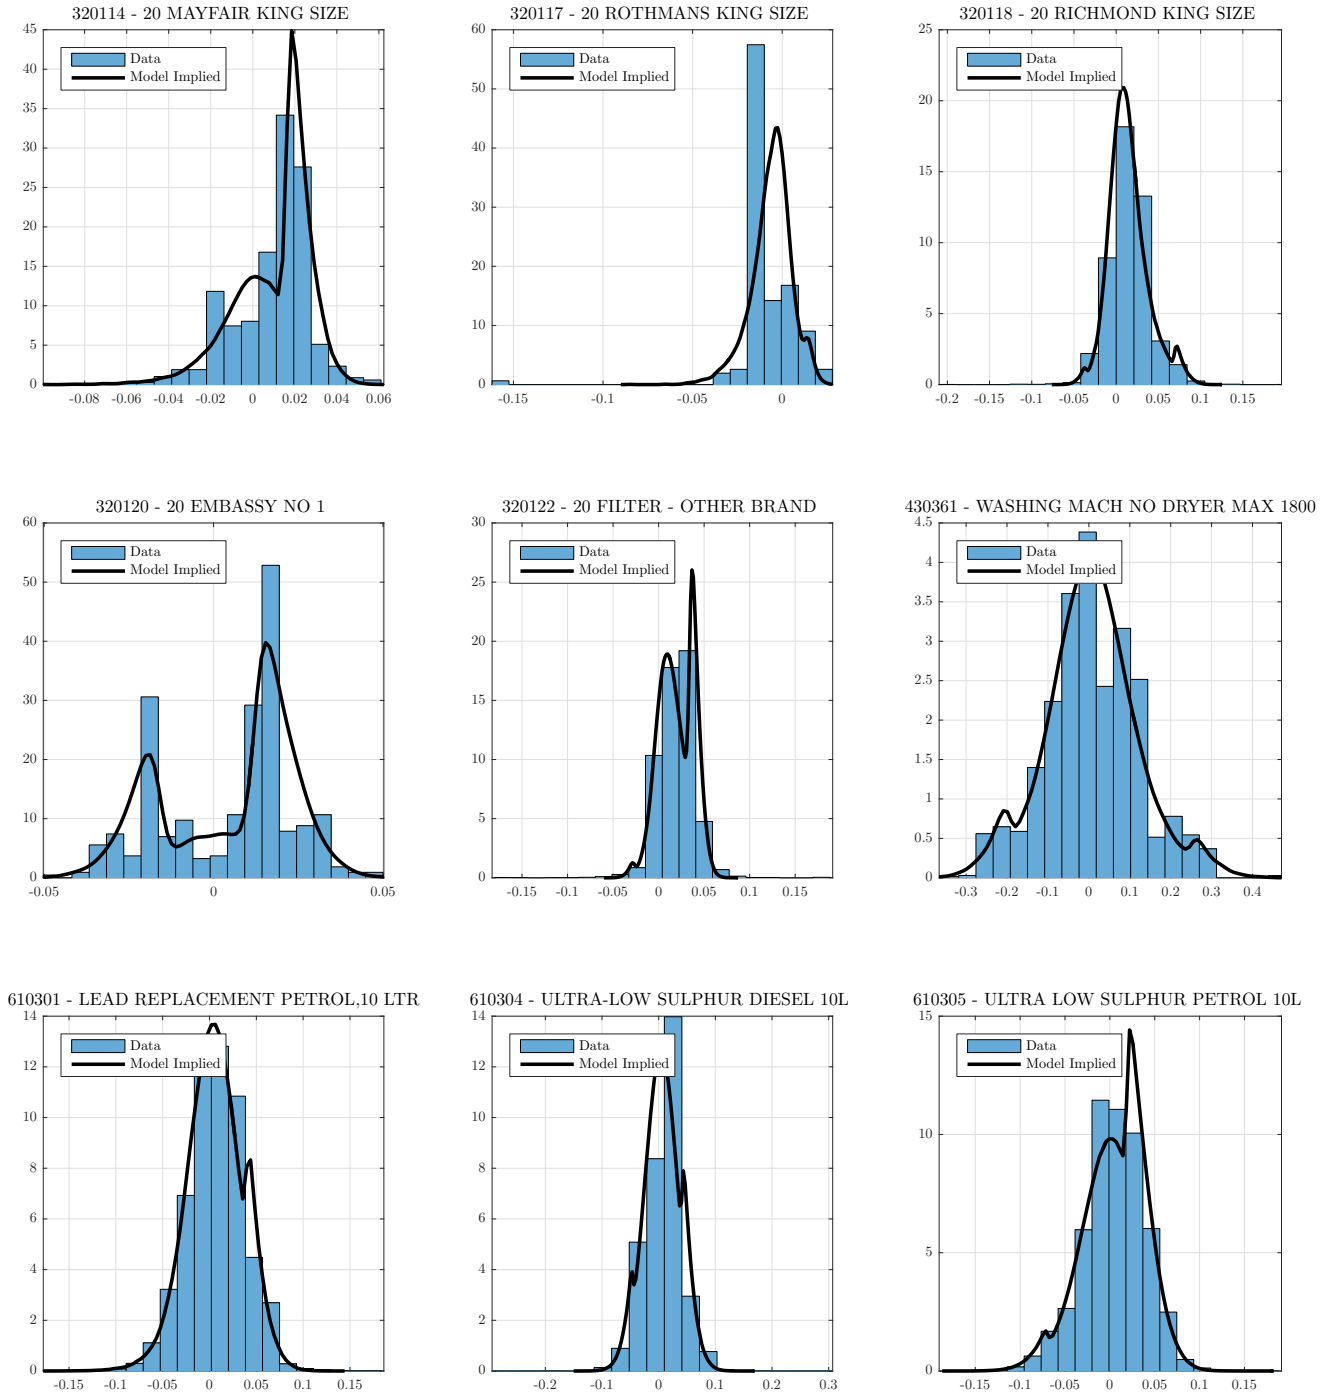 320114 - 20 MAYFAIR KING SIZE
45
40
35
30
25
20
15
10
5
0
-0.08 -0.06 -0.04 -0.02 0 0.02 0.04 0.06
Data
Model Implied
320117 - 20 ROTHMANS KING SIZE
60
50
40
30
20
10
0
-0.15 -0.1 -0.05 0
Data
Model Implied
320118 - 20 RICHMOND KING SIZE
25
20
15
10
5
0
-0.2 -0.15 -0.1 -0.05 0 0.05 0.1 0.15
Data
Model Implied
320120 - 20 EMBASSY NO 1
60
50
40
30
20
10
0
-0.05 0 0.05
Data
Model Implied
320122 - 20 FILTER - OTHER BRAND
30
25
20
15
10
5
0
-0.15 -0.1 -0.05 0 0.05 0.1 0.15
Data
Model Implied
430361 - WASHING MACH NO DRYER MAX 1800
4.5
4
3.5
3
2.5
2
1.5
1
0.5
0
-0.3 -0.2 -0.1 0 0.1 0.2 0.3 0.4
Data
Model Implied
610301 - LEAD REPLACEMENT PETROL,10 LTR
14
12
10
8
6
4
2
0
-0.15 -0.1 -0.05 0 0.05 0.1 0.15
Data
Model Implied
610304 - ULTRA-LOW SULPHUR DIESEL 10L
14
12
10
8
6
4
2
0
-0.2 -0.1 0 0.1 0.2 0.3
Data
Model Implied
610305 - ULTRA LOW SULPHUR PETROL 10L
15
10
5
0
-0.15 -0.1 -0.05 0 0.05 0.1 0.15
Data
Model Implied